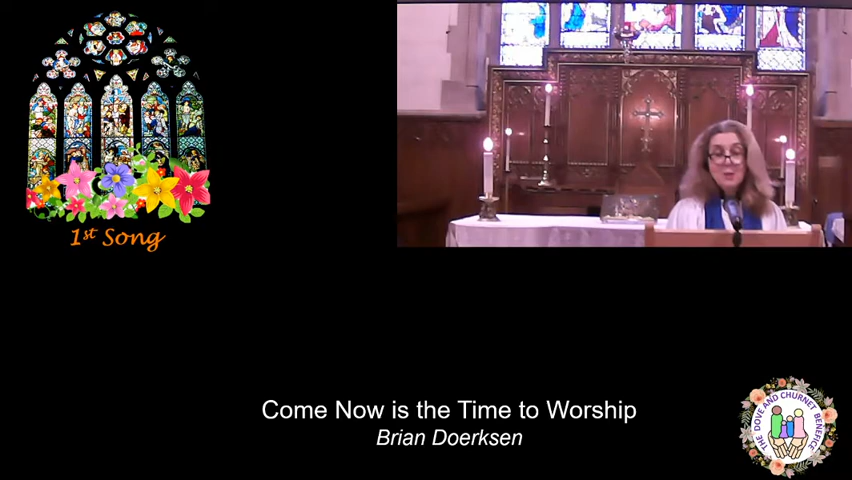 1st Song
Come Now is the Time to Worship
Brian Doerksen
THE DOVE AND CHURNET BENEFICE